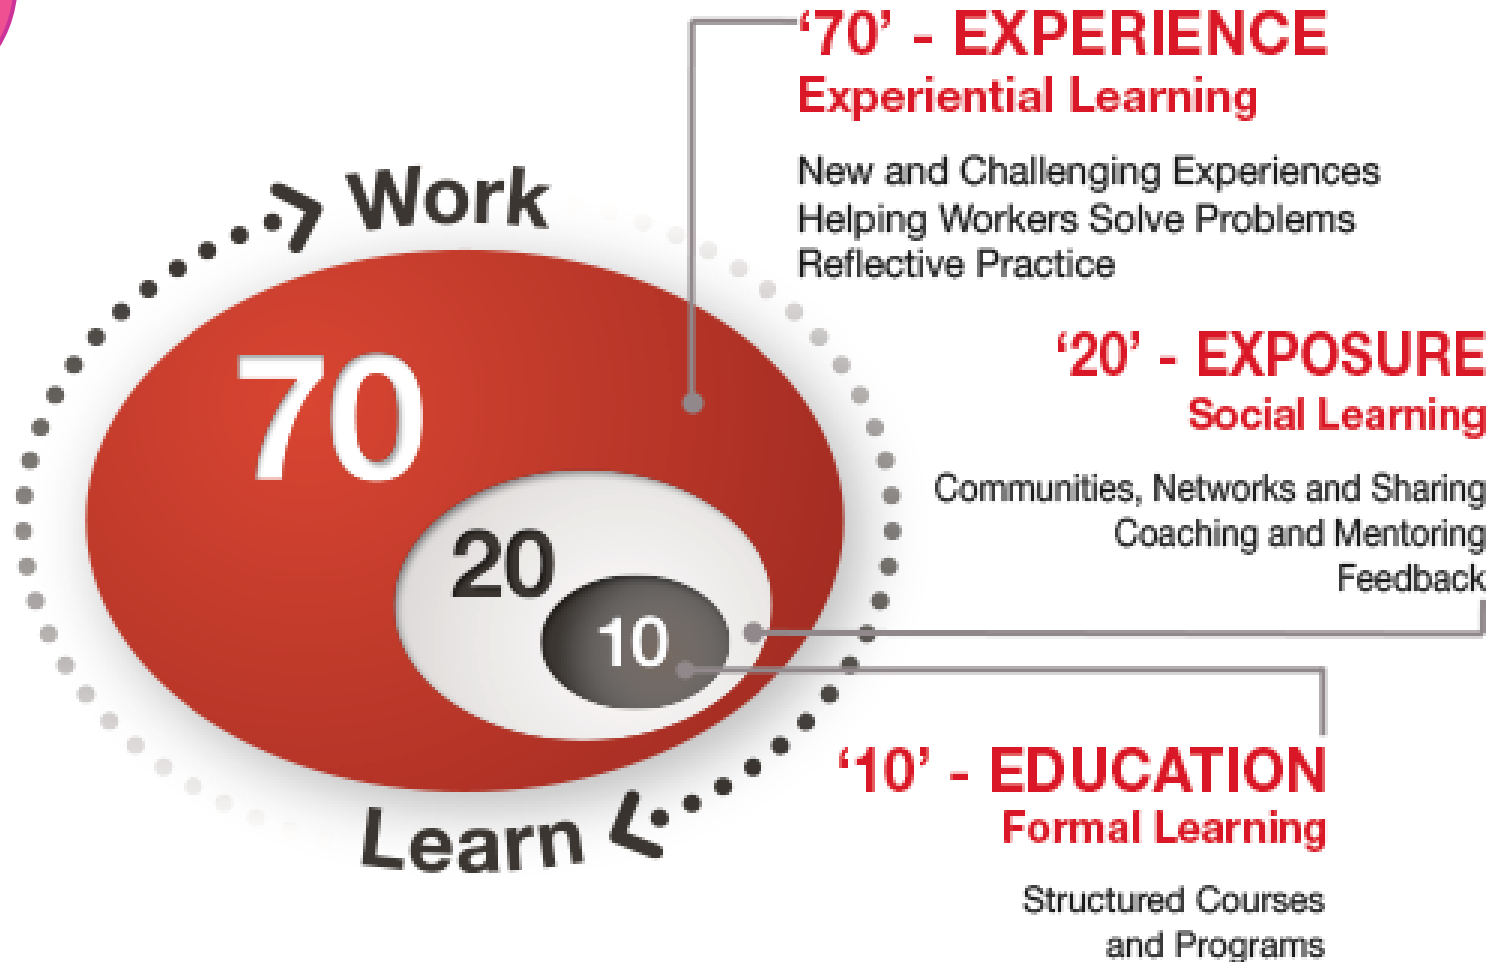 ‘70’ - EXPERIENCE
Experiential Learning
New and Challenging Experiences
Helping Workers Solve Problems
Reflective Practice
Work
70
‘20’ - EXPOSURE
Social Learning
Communities, Networks and Sharing
Coaching and Mentoring
Feedback
20
10
Learn
‘10’ - EDUCATION
Formal Learning
Structured Courses
and Programs